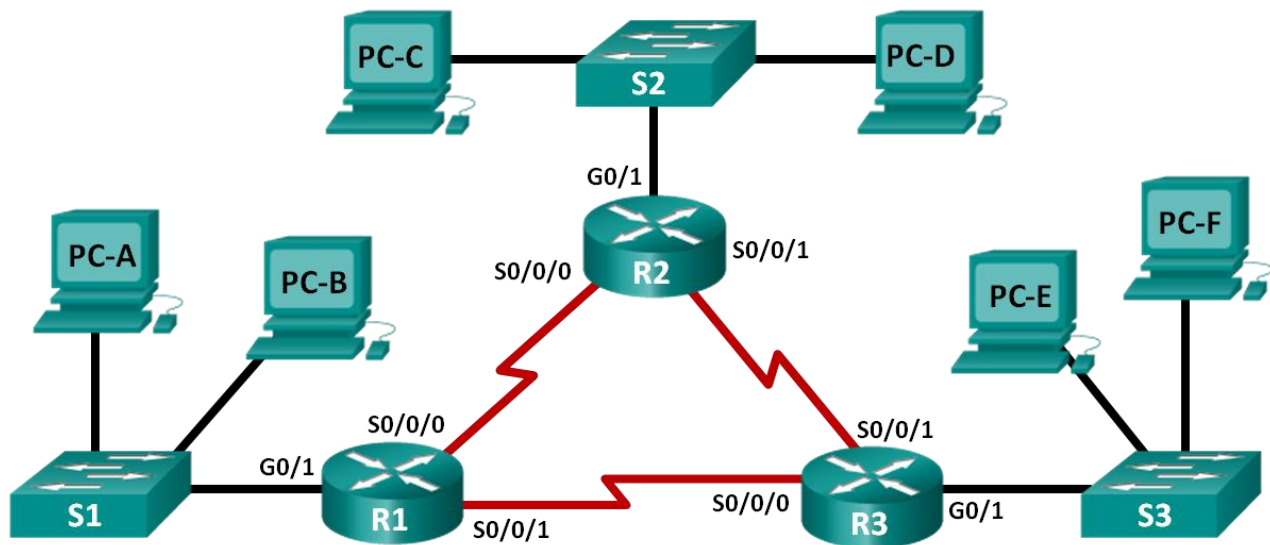 PC-C
S2
PC-D
G0/1
PC-F
PC-A
PC-B
S0/0/0
R2
S0/0/1
PC-E
S0/0/0
S0/0/1
G0/1
S1
R1
S0/0/1
S0/0/0
R3
G0/1
S3